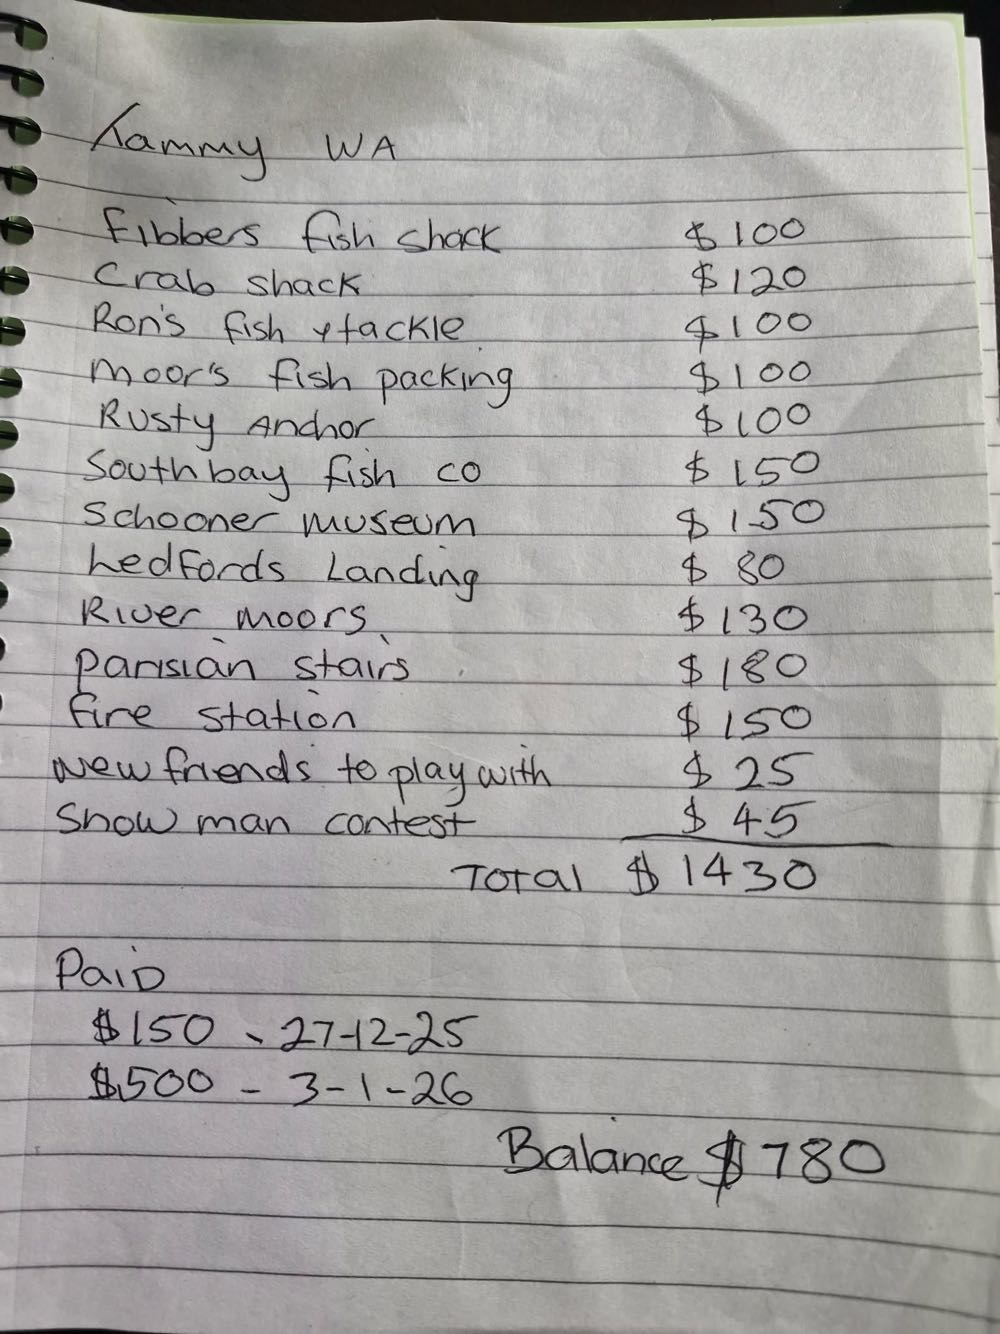 Tammy WA
Fibbers fish shack $100
Crab shack $120
Ron's fish + tackle $100
Moor's fish packing $100
Rusty Anchor $100
Southbay fish co $150
Schooner museum $150
Ledfords Landing $80
River moors $130
Parisian stairs $180
fire station $150
New friends to play with $25
Snow man contest $45
Total $1430
Paid
$150 - 27-12-25
$500 - 3-1-26
Balance $780